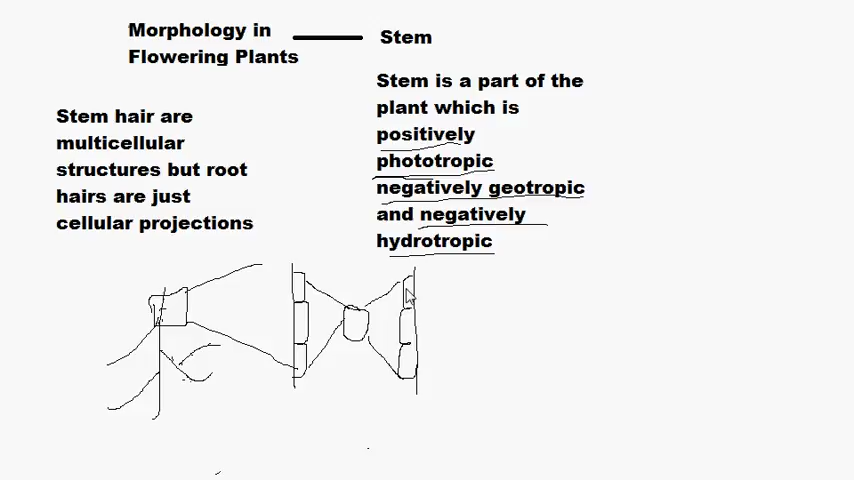 Morphology in
Flowering Plants
Stem
Stem is a part of the
plant which is
positively
phototropic
negatively geotropic
and negatively
hydrotropic
Stem hair are
multicellular
structures but root
hairs are just
cellular projections